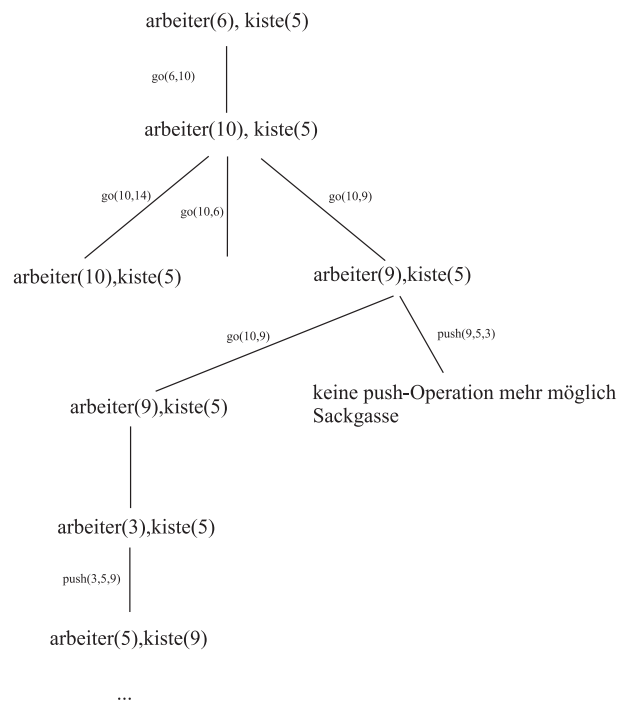 arbeiter(6), kiste(5)
go(6,10)
arbeiter(10), kiste(5)
go(10,14)
go(10,6)
go(10,9)
arbeiter(10),kiste(5)
arbeiter(9),kiste(5)
go(10,9)
push(9,5,3)
arbeiter(9),kiste(5)
keine push-Operation mehr möglich
Sackgasse
arbeiter(3),kiste(5)
push(3,5,9)
arbeiter(5),kiste(9)
...